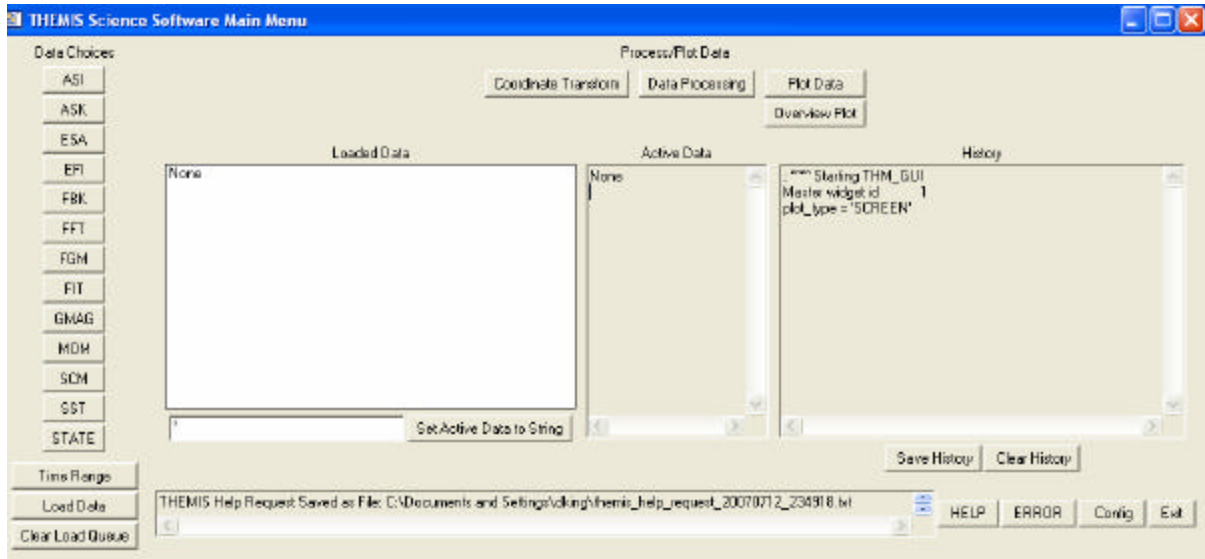 THEMIS Science Software Main Menu
Data Choices
Process/Plot Data
ASI
ASK
ESA
EFI
FBK
FFT
FGM
FIT
GMAG
MOM
SCM
SST
STATE
Time Range
Load Data
Clear Load Queue
Coordinate Transform
Data Processing
Plot Data
Overview Plot
Loaded Data
None
*
Set Active Data to String
Active Data
None
History
; **** Starting THM_GUI
Master widget id 1
plot_type = 'SCREEN'
Save History
Clear History
THEMIS Help Request Saved as File: C:\Documents and Settings\dking\themis_help_request_20070712_234918.txt
HELP
ERROR
Config
Exit